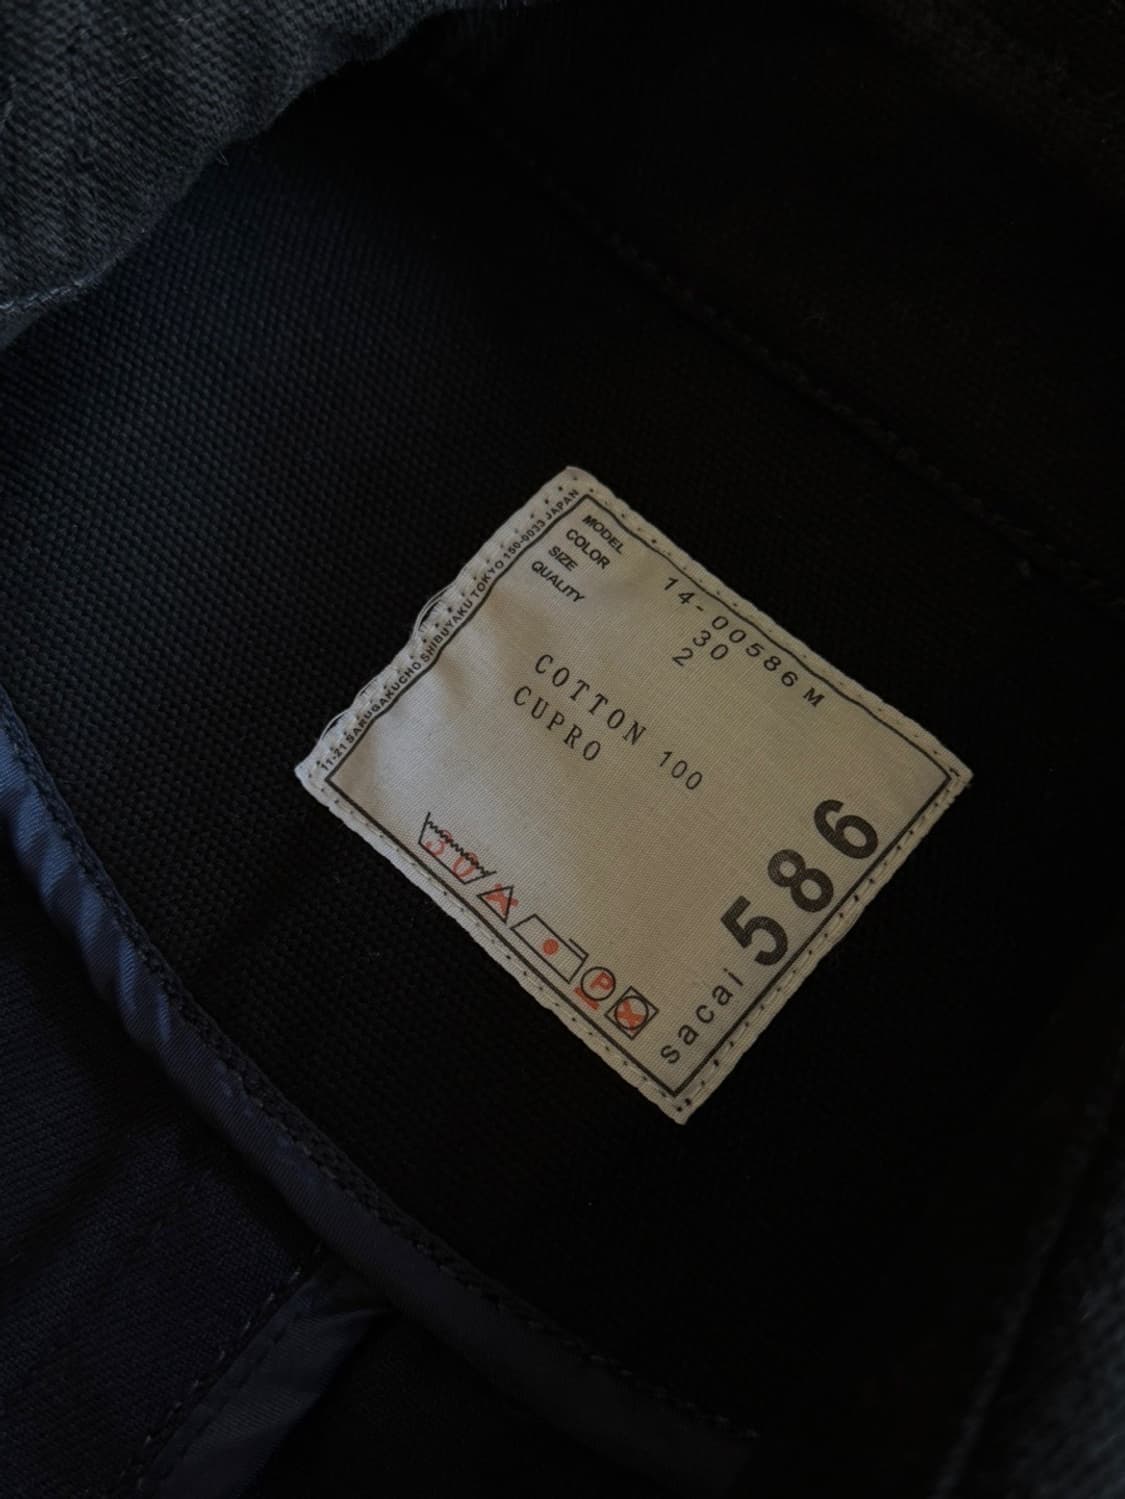 11-21 SARUGAKUCHO SHIBUYAKU TOKYO 150-0033 JAPAN
MODEL 14-00586M
COLOR 30
SIZE 2
QUALITY
COTTON 100
CUPRO
30
P
sacai 586